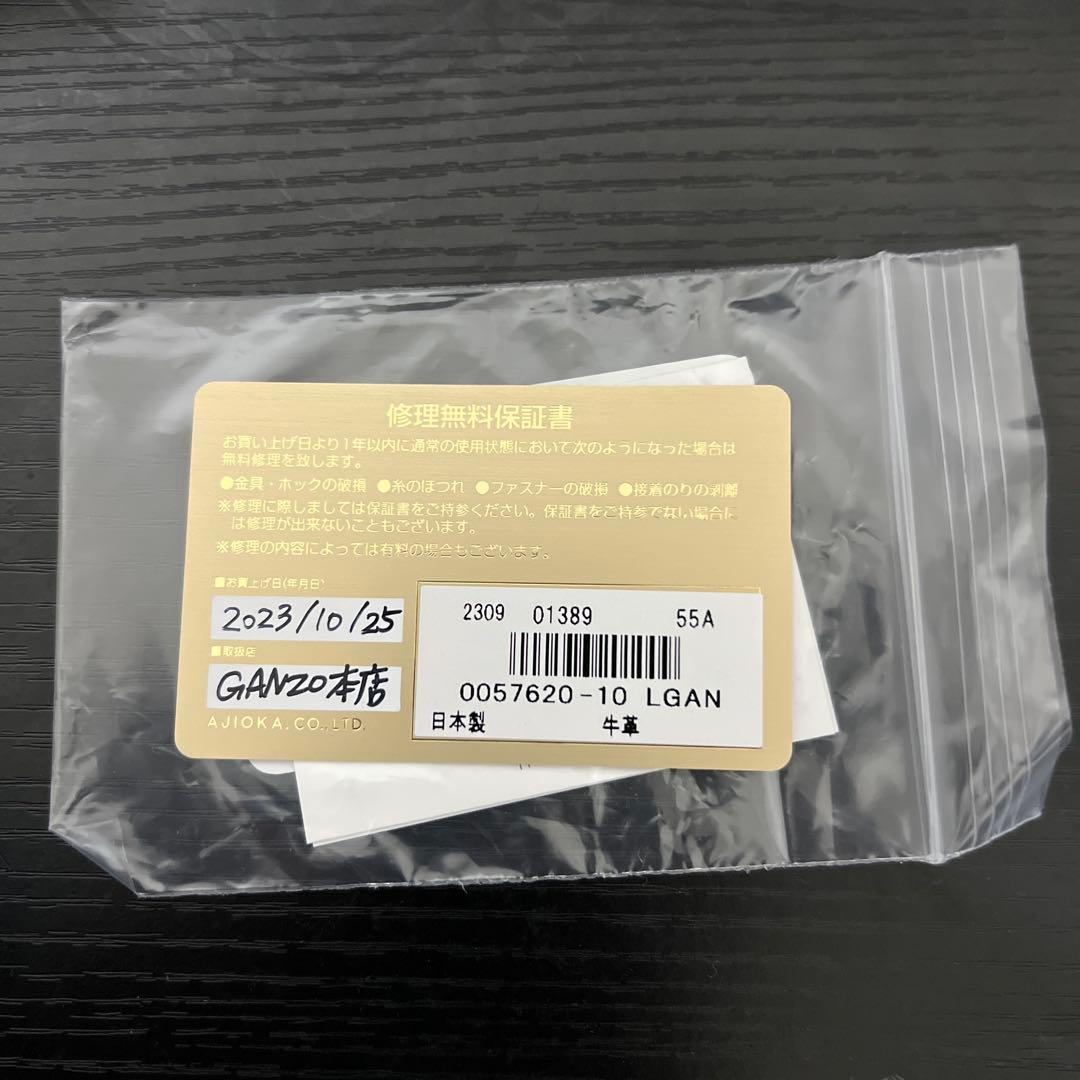 修理無料保証書
お買い上げ日より1年以内に通常の使用状態において次のようになった場合は
無料修理を致します。
●金具・ホックの破損 ●糸のほつれ ●ファスナーの破損 ●接着のりの剥離
※修理に際しましては保証書をご持参ください。保証書をご持参でない場合に
は修理が出来ないこともございます。
※修理の内容によっては有料の場合もございます。
■お買上げ日(年月日)
2023/10/25
■取扱店
GANZO本店
AJIOKA.CO.,LTD.
2309 01389 55A
0057620-10 LGAN
日本製 牛革